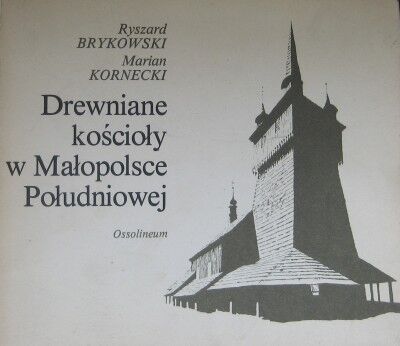 Ryszard
BRYKOWSKI
Marian
KORNECKI
Drewniane
kościoły
w Małopolsce
Południowej
Ossolineum